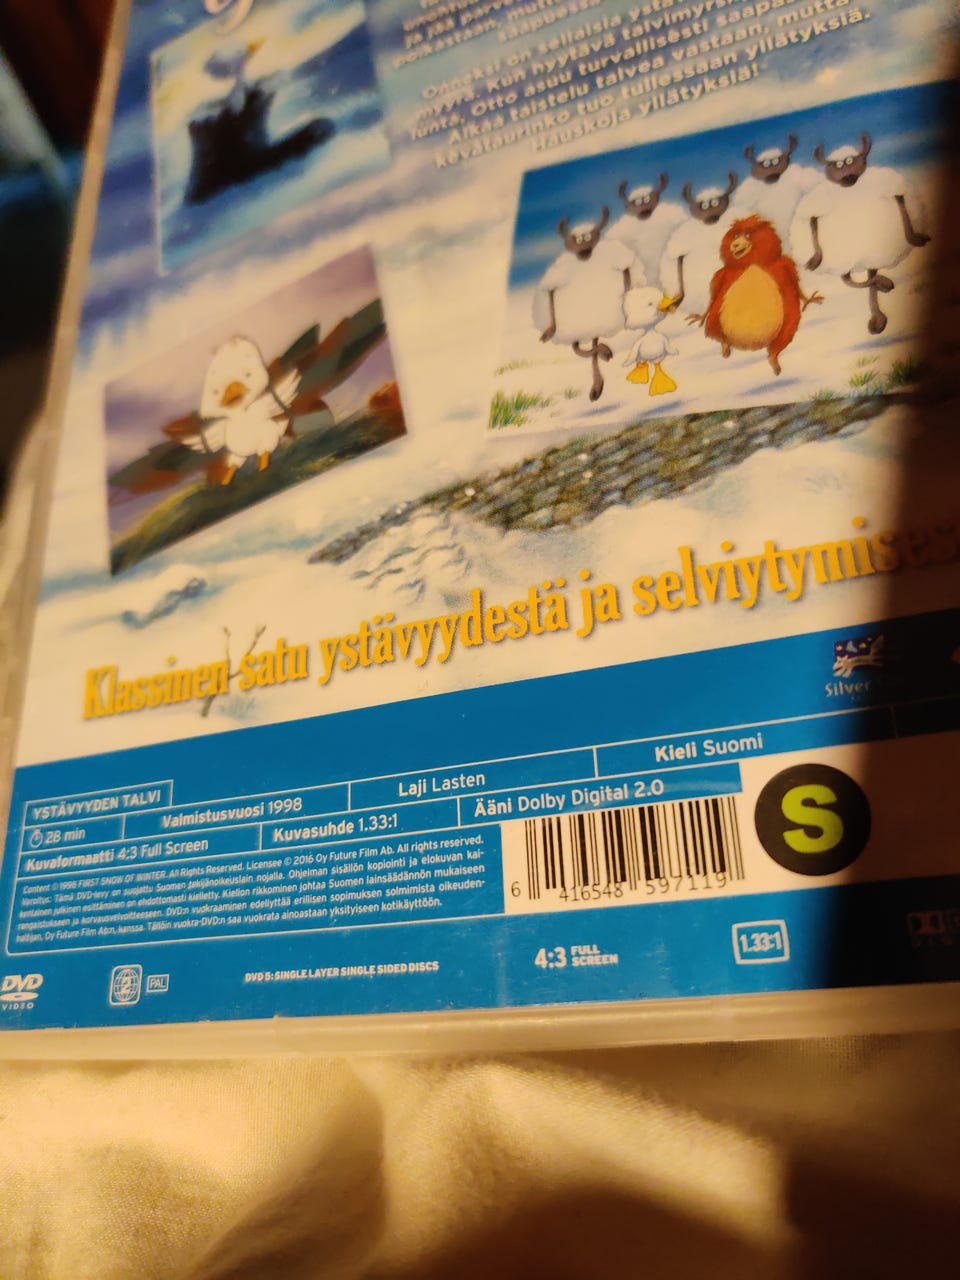 Onneksi on sellaisia ystäviä
myyrä. Kun hyytävä talvimyrsk
Otto asuu turvallisesti
Alkaa taistelu talvea vastaan, mutta
kevätaurinko tuo tullessaan yllätyksiä.
Hauskoja yllätyksiä!
Klassinen satu ystävyydestä ja selviytymises
Silver
YSTÄVYYDEN TALVI
28 min
Valmistusvuosi 1998
Laji Lasten
Kieli Suomi
Kuvaformaatti 4:3 Full Screen
Kuvasuhde 1.33:1
Ääni Dolby Digital 2.0
Content © 1998 FIRST SNOW OF WINTER. All Rights Reserved. Licensee © 2016 Oy Future Film Ab. All rights reserved.
Varoitus: Tämä DVD-levy on suojattu Suomen tekijänoikeuslain nojalla. Ohjelman sisällön kopiointi ja elokuvan kai-
kenlainen julkinen esittäminen on ehdottomasti kielletty. Kiellon rikkominen johtaa Suomen lainsäädännön mukaiseen
rangaistukseen ja korvausvelvoitteeseen. DVD:n vuokraaminen edellyttää erillisen sopimuksen solmimista oikeuden-
haltijan, Oy Future Film Ab:n, kanssa. Tällöin vuokra-DVD:n saa vuokrata ainoastaan yksityiseen kotikäyttöön.
6 416548 597119
S
DVD
VIDEO
2
PAL
DVD 5: SINGLE LAYER SINGLE SIDED DISCS
4:3 FULL
SCREEN
1.33:1